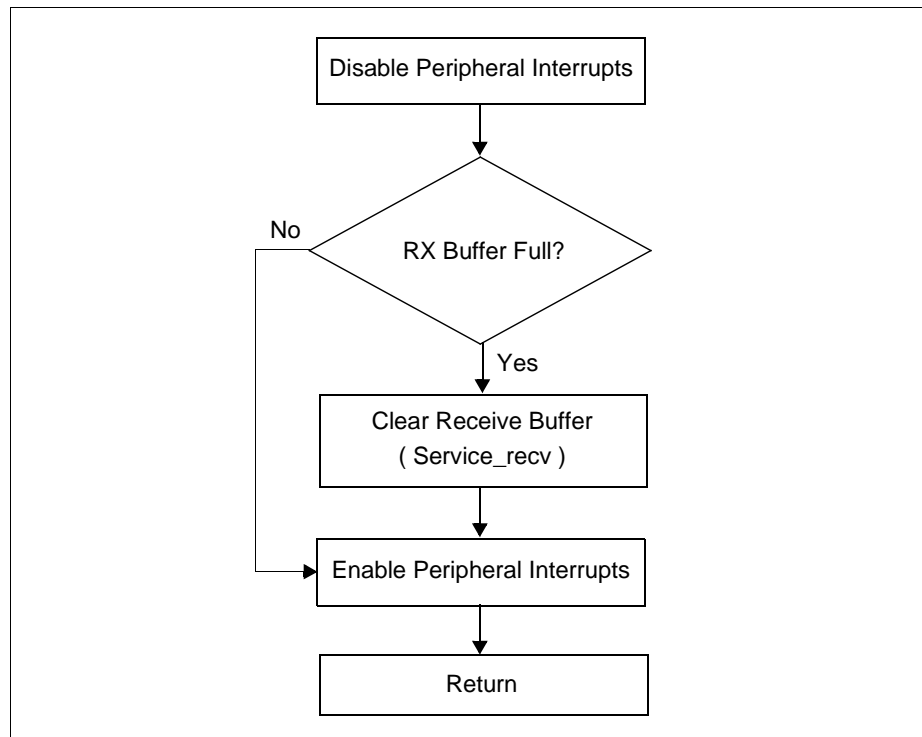 Disable Peripheral Interrupts
No
RX Buffer Full?
Yes
Clear Receive Buffer
( Service_recv )
Enable Peripheral Interrupts
Return